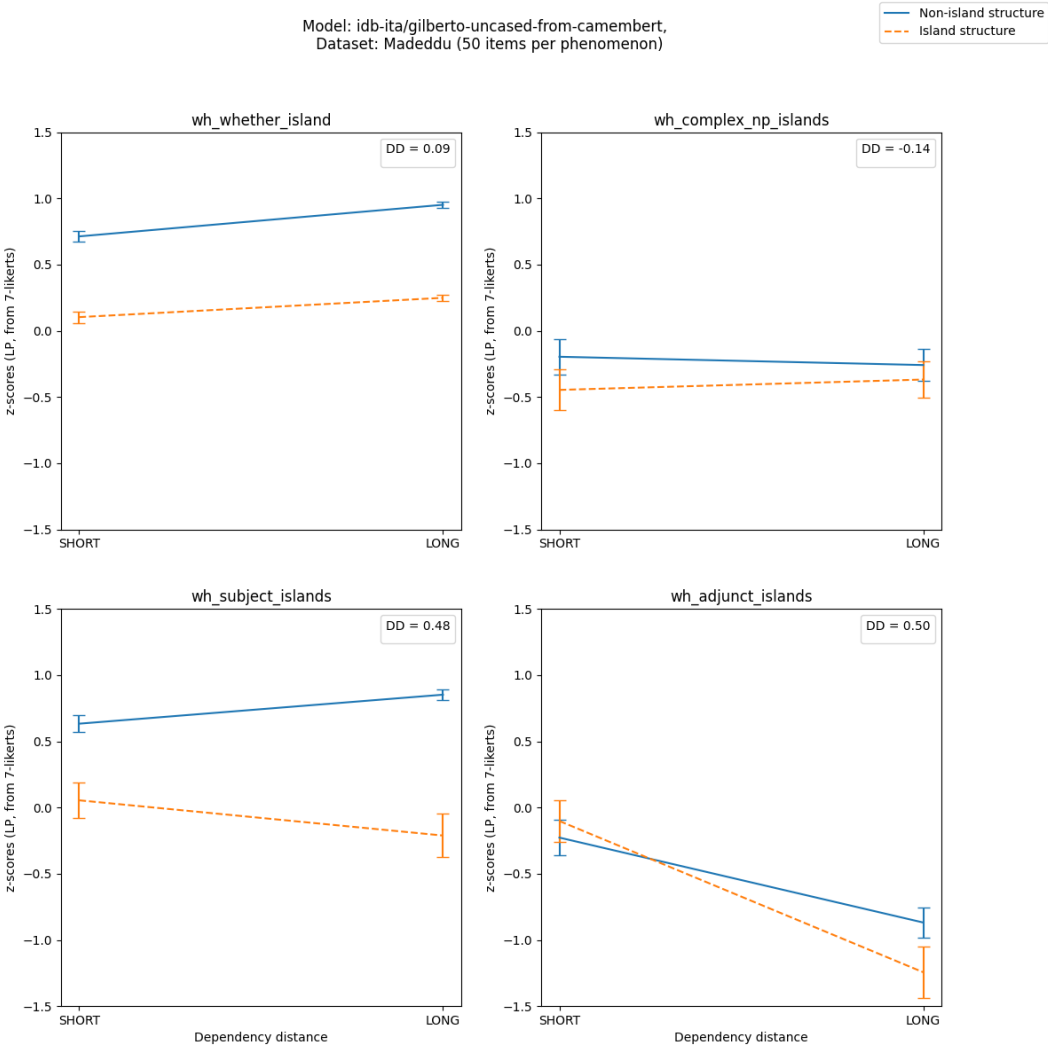 Model: idb-ita/gilberto-uncased-from-camembert,
Dataset: Madeddu (50 items per phenomenon)
Non-island structure
Island structure
wh_whether_island
DD = 0.09
1.5
1.0
0.5
0.0
−0.5
−1.0
−1.5
z-scores (LP, from 7-likerts)
SHORT
LONG
wh_complex_np_islands
DD = -0.14
1.5
1.0
0.5
0.0
−0.5
−1.0
−1.5
z-scores (LP, from 7-likerts)
SHORT
LONG
wh_subject_islands
DD = 0.48
1.5
1.0
0.5
0.0
−0.5
−1.0
−1.5
z-scores (LP, from 7-likerts)
SHORT
LONG
Dependency distance
wh_adjunct_islands
DD = 0.50
1.5
1.0
0.5
0.0
−0.5
−1.0
−1.5
z-scores (LP, from 7-likerts)
SHORT
LONG
Dependency distance